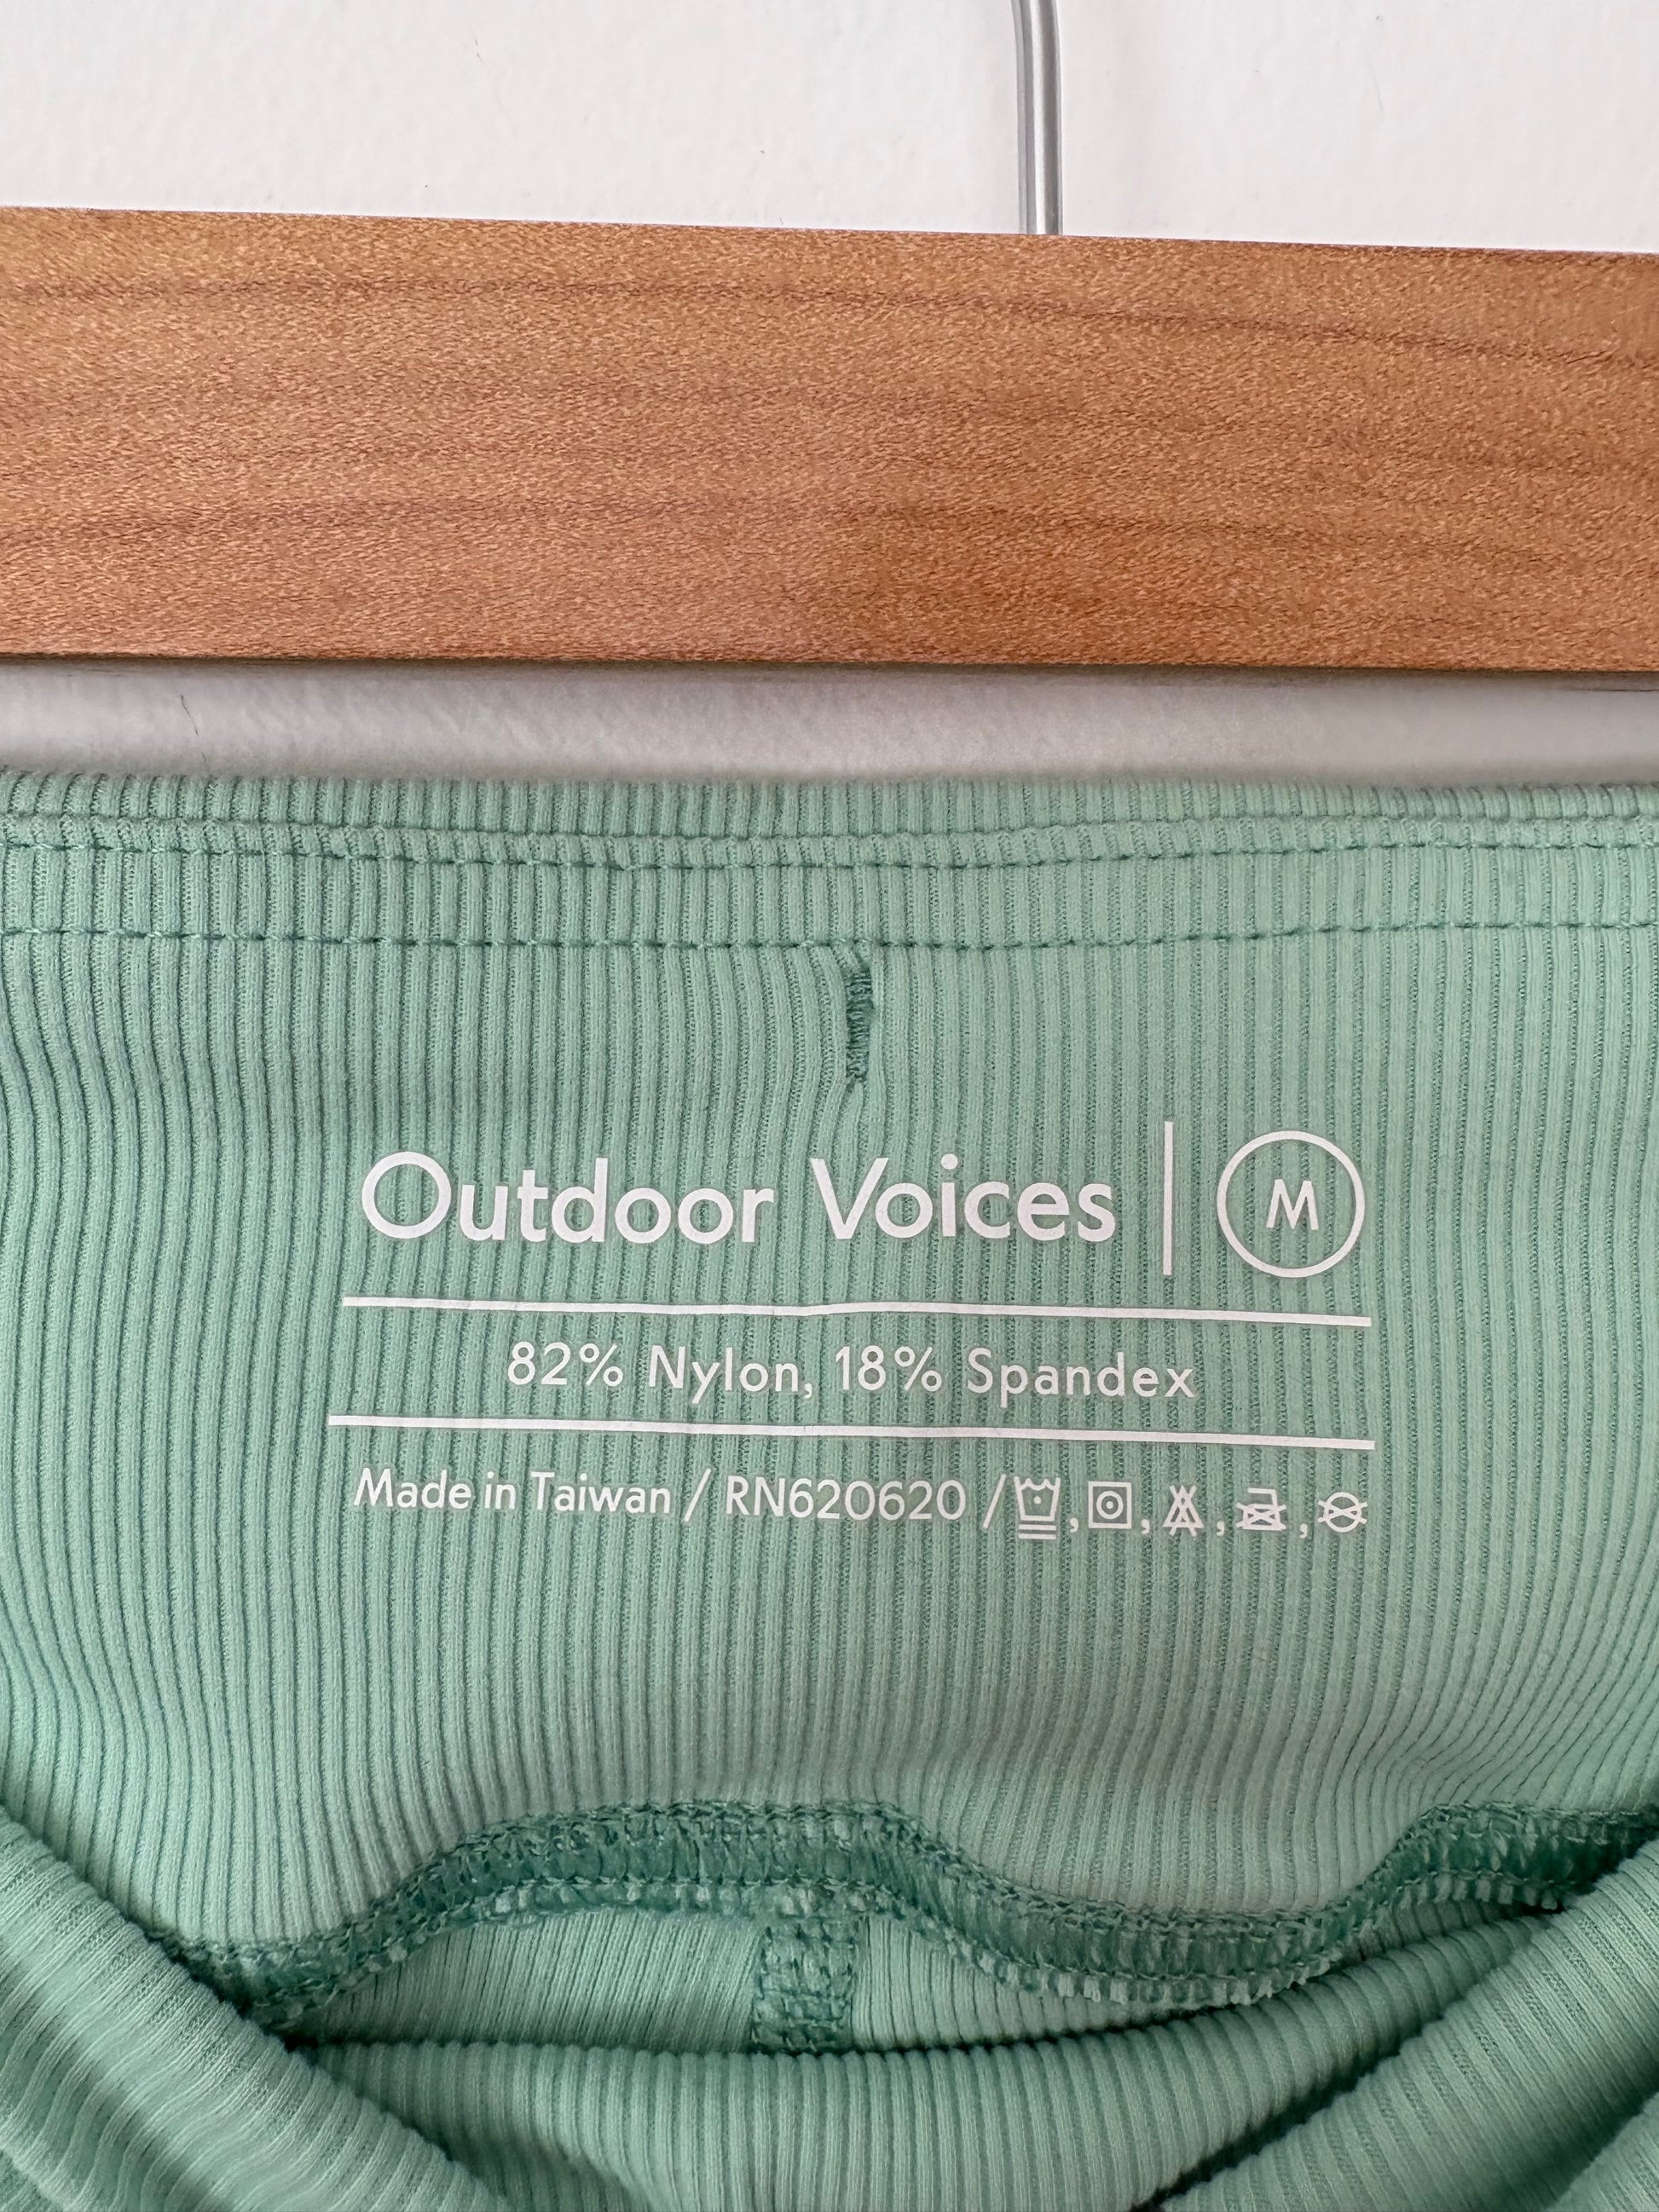 Outdoor Voices | M
82% Nylon, 18% Spandex
Made in Taiwan / RN620620 /